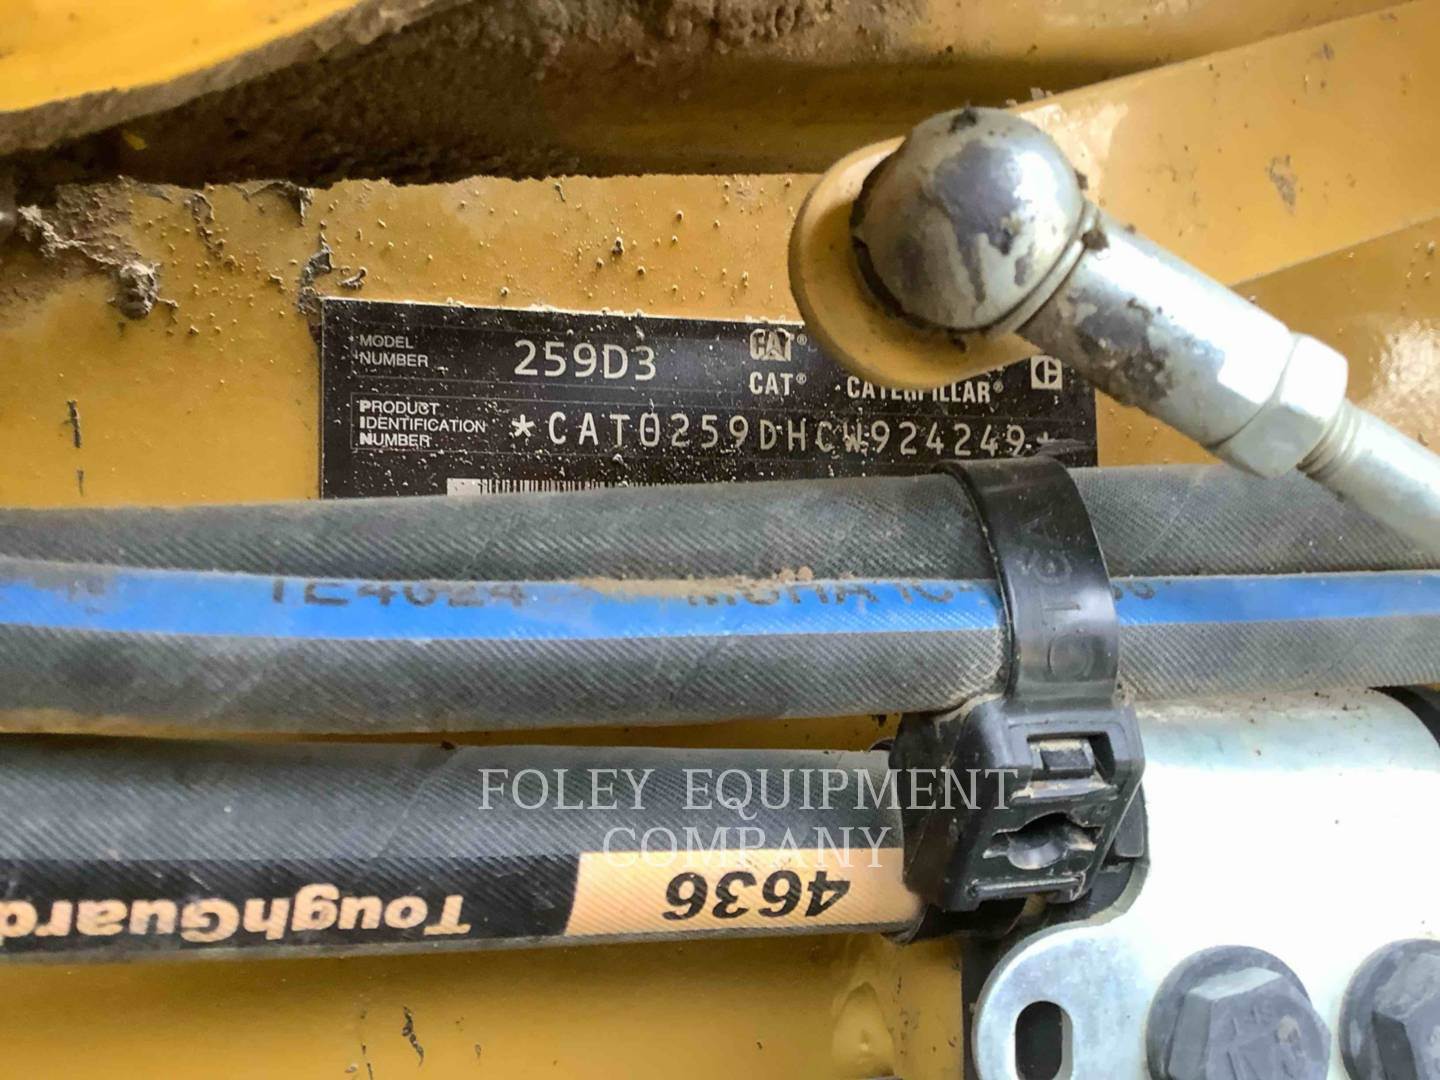 MODEL NUMBER 259D3
CAT®
CAT® CATERPILLAR®
PRODUCT IDENTIFICATION NUMBER *CAT0259DHCW924249*
FOLEY EQUIPMENT
COMPANY
4636
ToughGuard